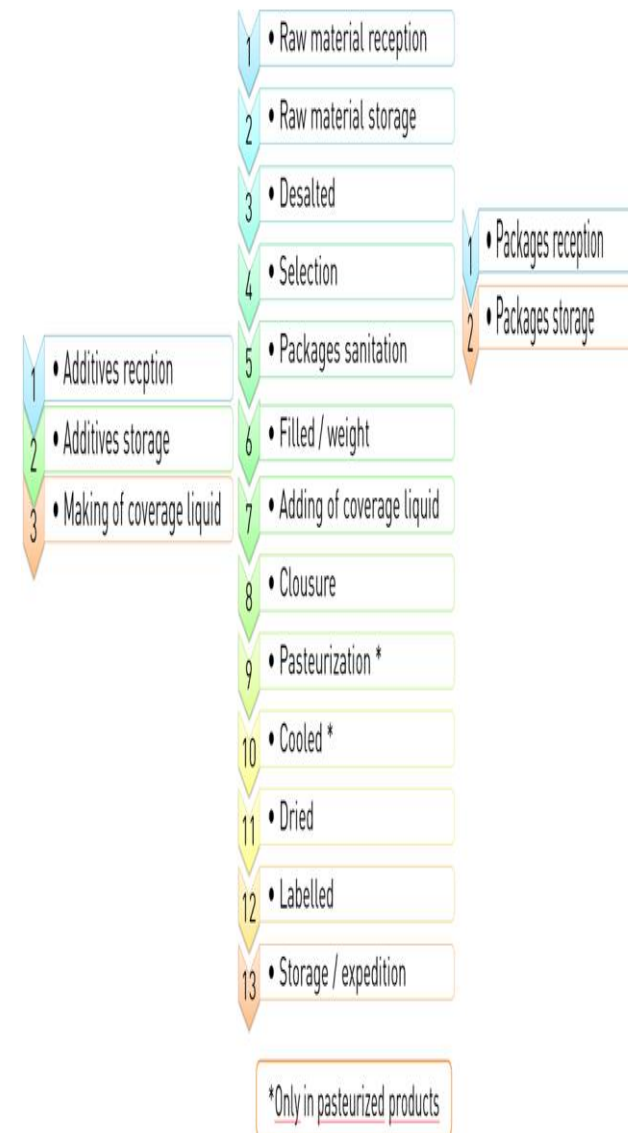 1 • Raw material reception
2 • Raw material storage
3 • Desalted
4 • Selection
5 • Packages sanitation
6 • Filled / weight
7 • Adding of coverage liquid
8 • Clousure
9 • Pasteurization *
10 • Cooled *
11 • Dried
12 • Labelled
13 • Storage / expedition
1 • Additives recption
2 • Additives storage
3 • Making of coverage liquid
1 • Packages reception
2 • Packages storage
*Only in pasteurized products